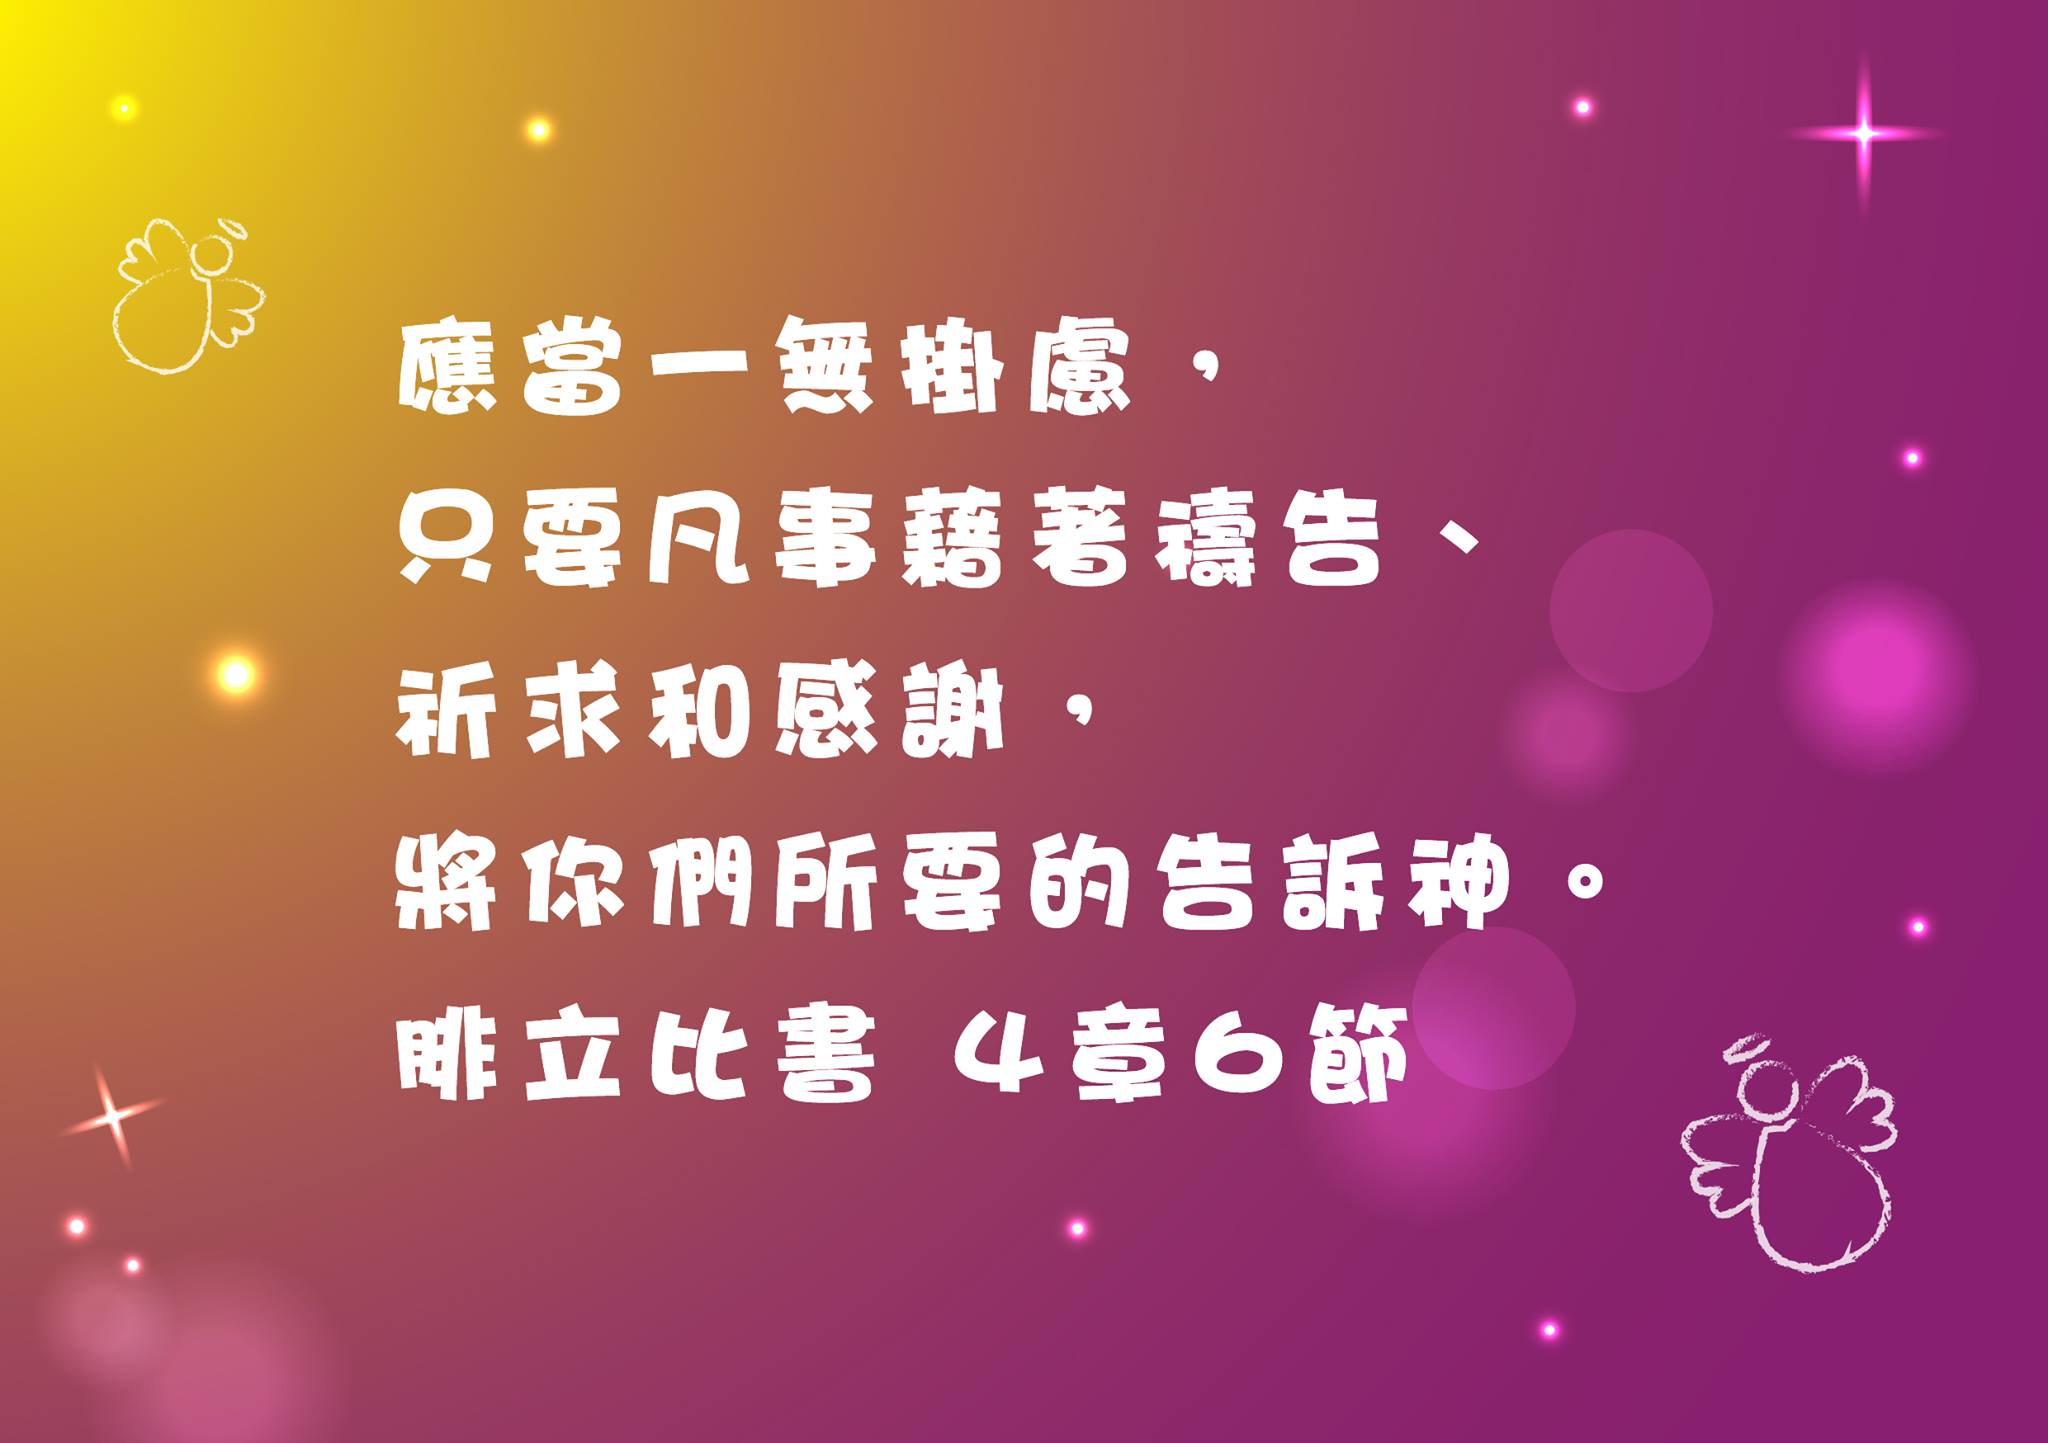 應當一無掛慮，
只要凡事藉著禱告、
祈求和感謝，
將你們所要的告訴神。
腓立比書 4章6節